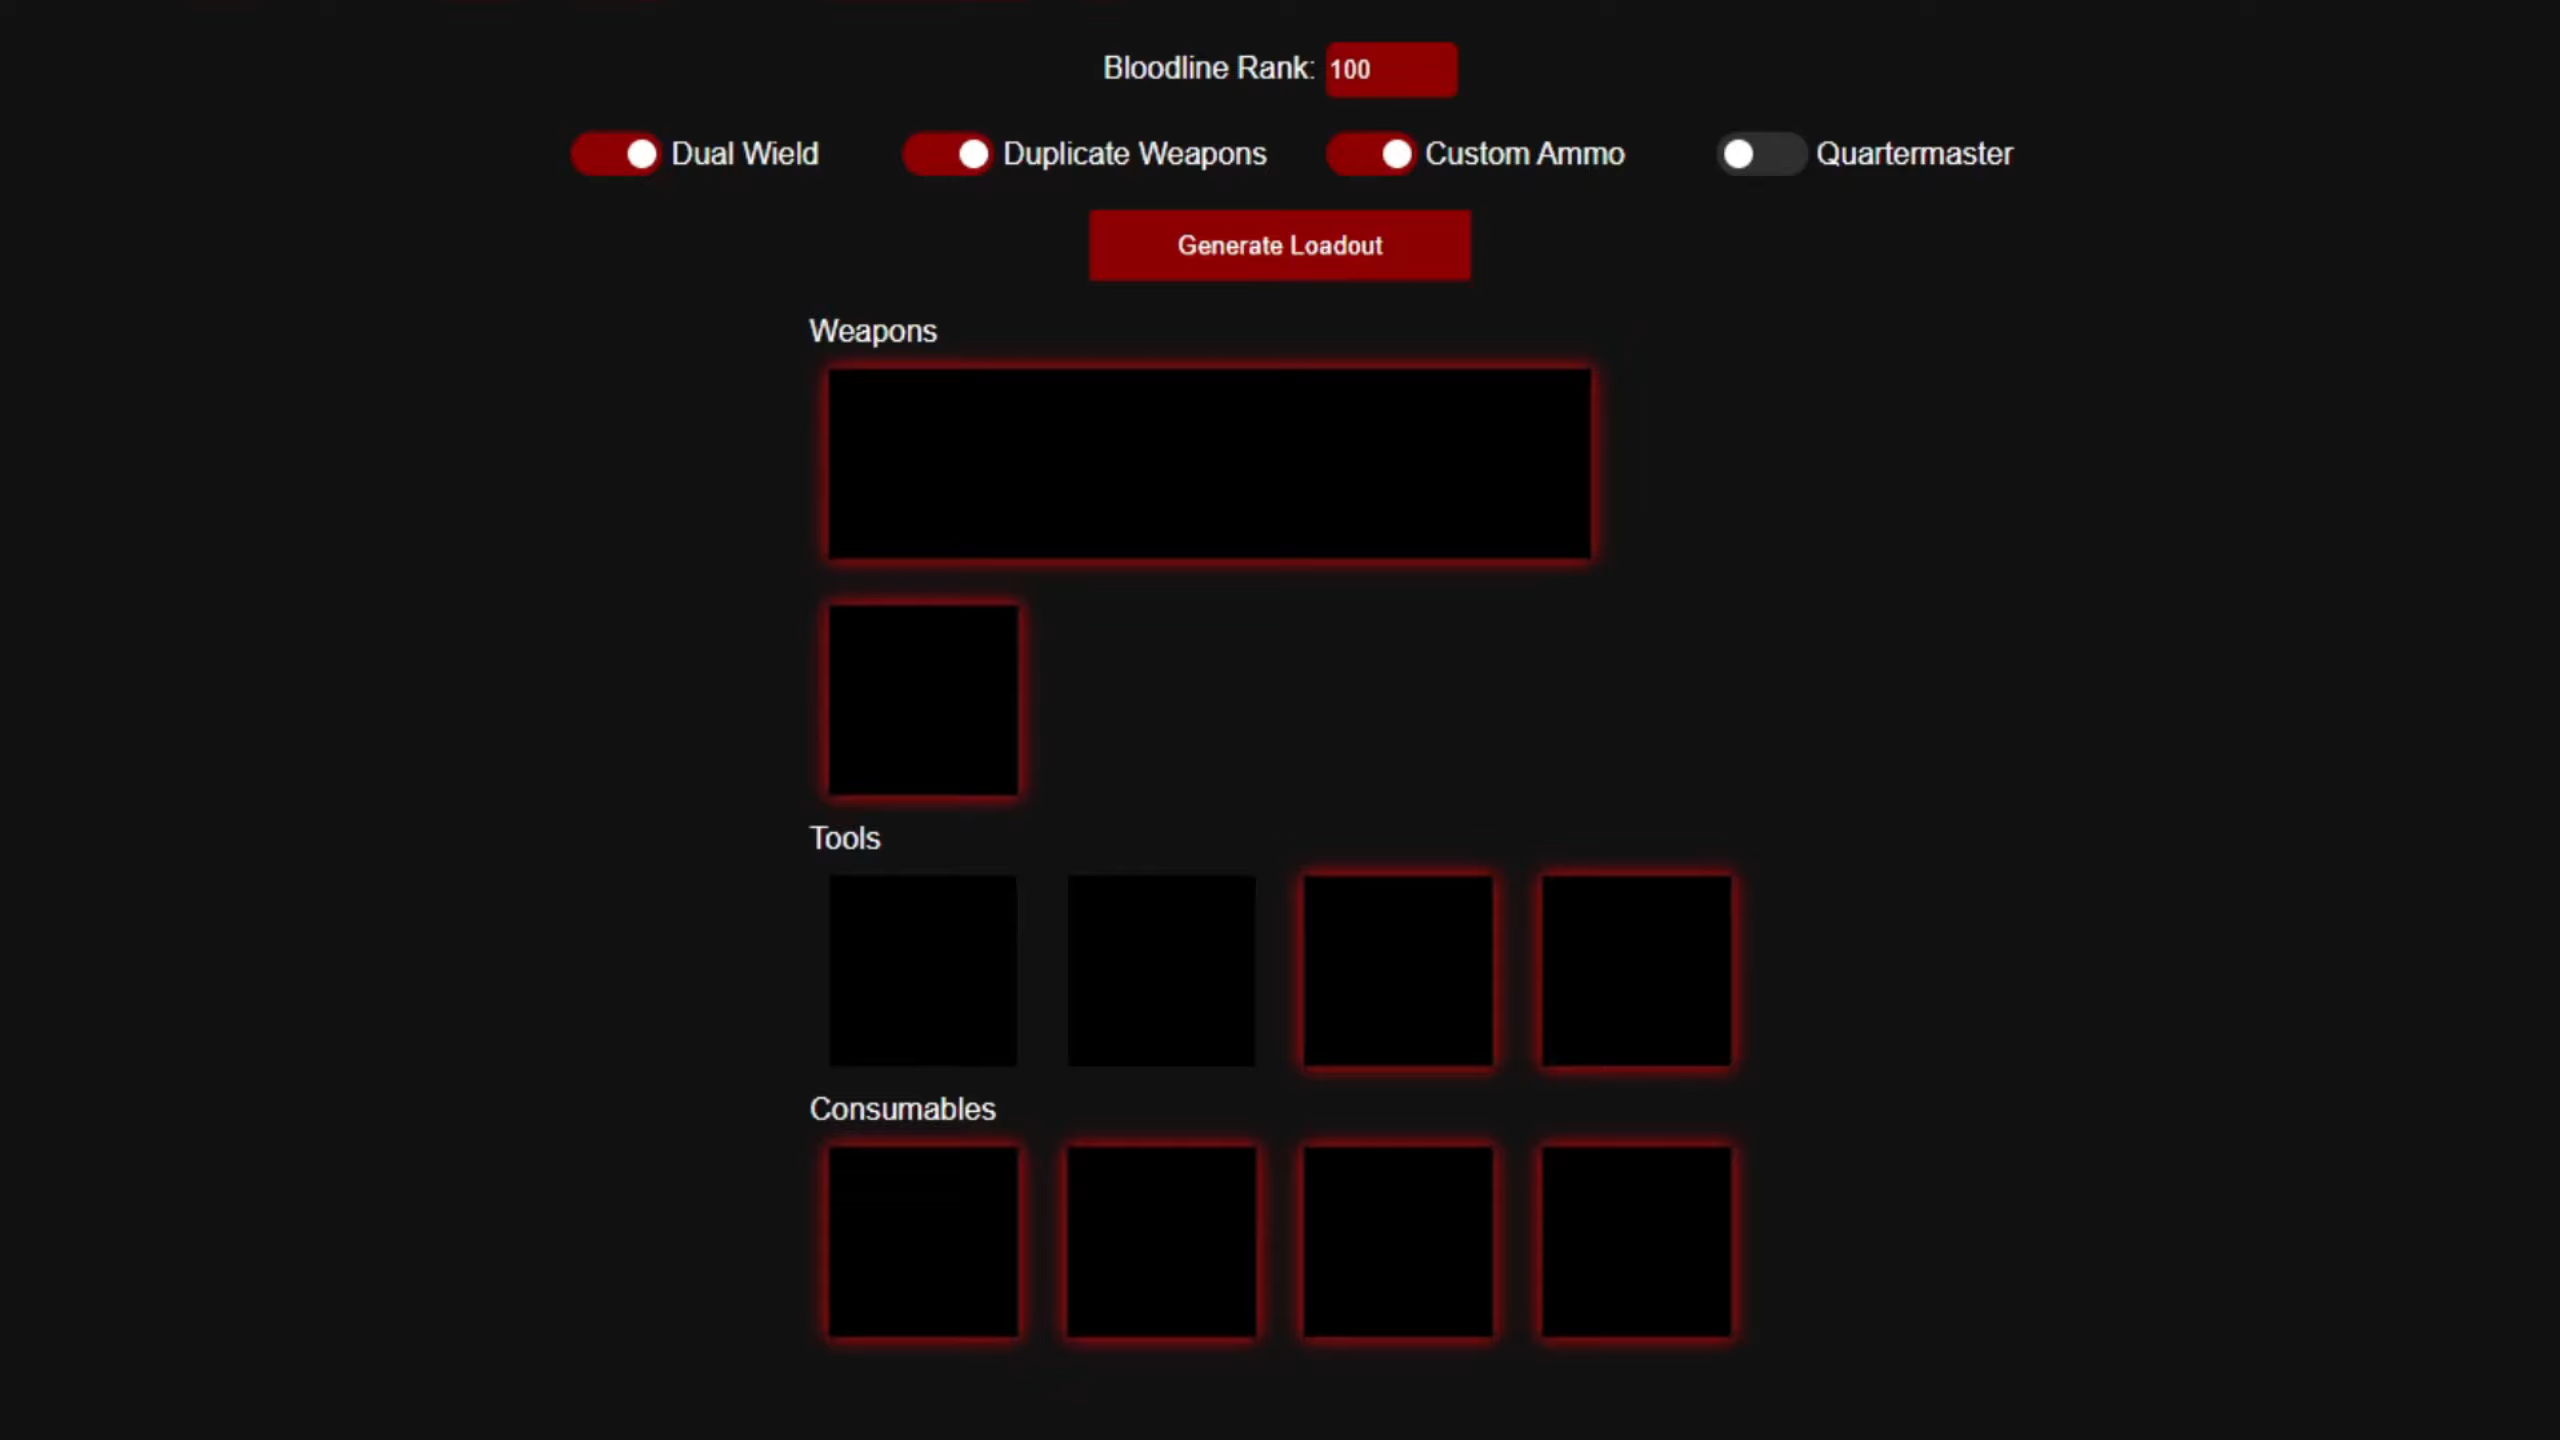 Bloodline Rank: 100
Dual Wield Duplicate Weapons Custom Ammo Quartermaster
Generate Loadout
Weapons
Tools
Consumables